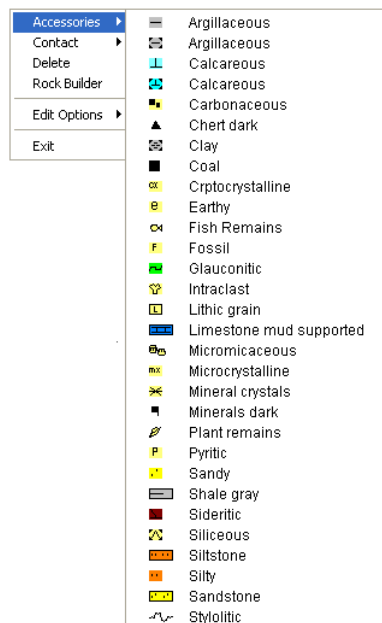 Accessories
Contact
Delete
Rock Builder
Edit Options
Exit
Argillaceous
Argillaceous
Calcareous
Calcareous
Carbonaceous
Chert dark
Clay
Coal
cx Crptocrystalline
e Earthy
Fish Remains
F Fossil
Glauconitic
Intraclast
L Lithic grain
Limestone mud supported
m m Micromicaceous
mx Microcrystalline
Mineral crystals
Minerals dark
Plant remains
P Pyritic
Sandy
Shale gray
Sideritic
Siliceous
Siltstone
Silty
Sandstone
Stylolitic